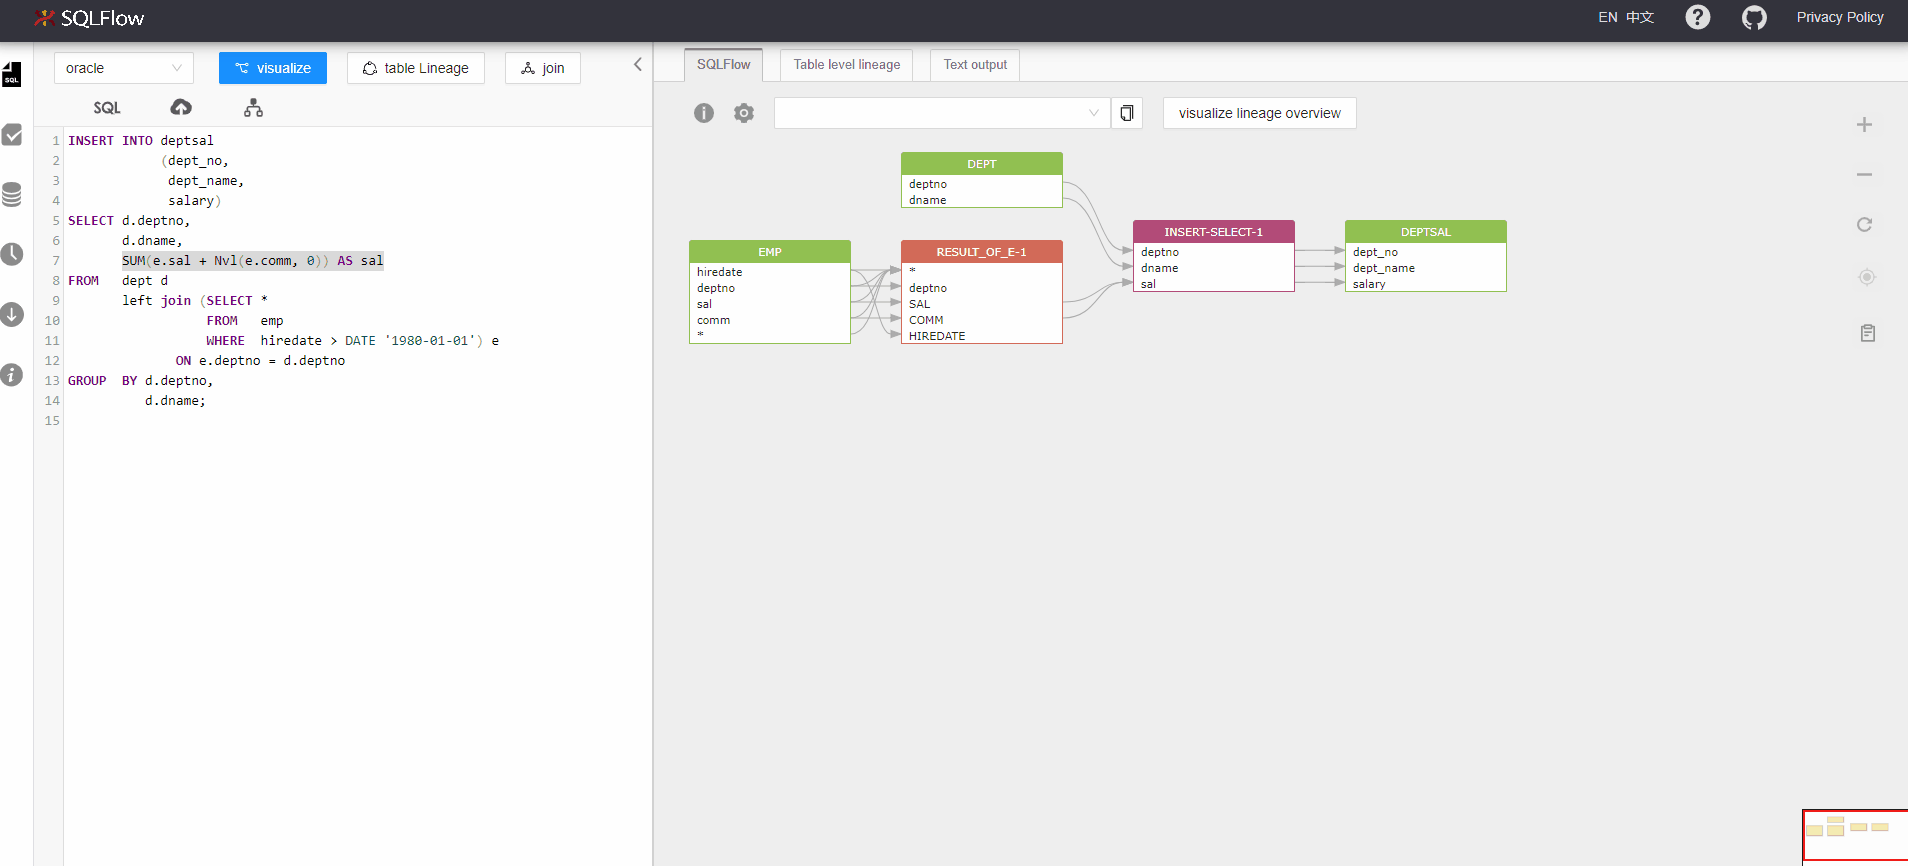 SQLFlow
EN 中文 ? Privacy Policy
SQL
oracle visualize table Lineage join
SQL
1 INSERT INTO deptsal
2 (dept_no,
3 dept_name,
4 salary)
5 SELECT d.deptno,
6 d.dname,
7 SUM(e.sal + Nvl(e.comm, 0)) AS sal
8 FROM dept d
9 left join (SELECT *
10 FROM emp
11 WHERE hiredate > DATE '1980-01-01') e
12 ON e.deptno = d.deptno
13 GROUP BY d.deptno,
14 d.dname;
15
SQLFlow Table level lineage Text output
visualize lineage overview
DEPT
deptno
dname
EMP
hiredate
deptno
sal
comm
*
RESULT_OF_E-1
*
deptno
SAL
COMM
HIREDATE
INSERT-SELECT-1
deptno
dname
sal
DEPTSAL
dept_no
dept_name
salary